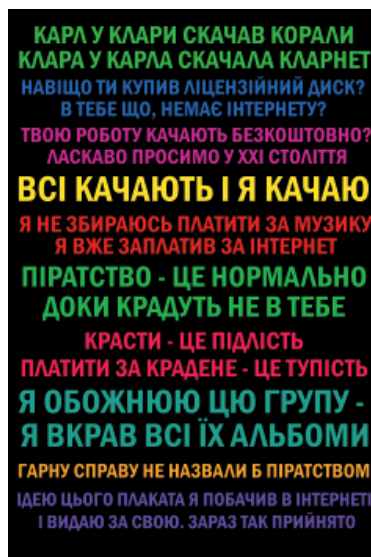 КАРЛ У КЛАРИ СКАЧАВ КОРАЛИ
КЛАРА У КАРЛА СКАЧАЛА КЛАРНЕТ
НАВІЩО ТИ КУПИВ ЛІЦЕНЗІЙНИЙ ДИСК?
В ТЕБЕ ЩО, НЕМАЄ ІНТЕРНЕТУ?
ТВОЮ РОБОТУ КАЧАЮТЬ БЕЗКОШТОВНО?
ЛАСКАВО ПРОСИМО У ХХІ СТОЛІТТЯ
ВСІ КАЧАЮТЬ І Я КАЧАЮ
Я НЕ ЗБИРАЮСЬ ПЛАТИТИ ЗА МУЗИКУ
Я ВЖЕ ЗАПЛАТИВ ЗА ІНТЕРНЕТ
ПІРАТСТВО - ЦЕ НОРМАЛЬНО
ДОКИ КРАДУТЬ НЕ В ТЕБЕ
КРАСТИ - ЦЕ ПІДЛІСТЬ
ПЛАТИТИ ЗА КРАДЕНЕ - ЦЕ ТУПІСТЬ
Я ОБОЖНЮЮ ЦЮ ГРУПУ -
Я ВКРАВ ВСІ ЇХ АЛЬБОМИ
ГАРНУ СПРАВУ НЕ НАЗВАЛИ Б ПІРАТСТВОМ
ІДЕЮ ЦЬОГО ПЛАКАТА Я ПОБАЧИВ В ІНТЕРНЕТІ
І ВИДАЮ ЗА СВОЮ. ЗАРАЗ ТАК ПРИЙНЯТО